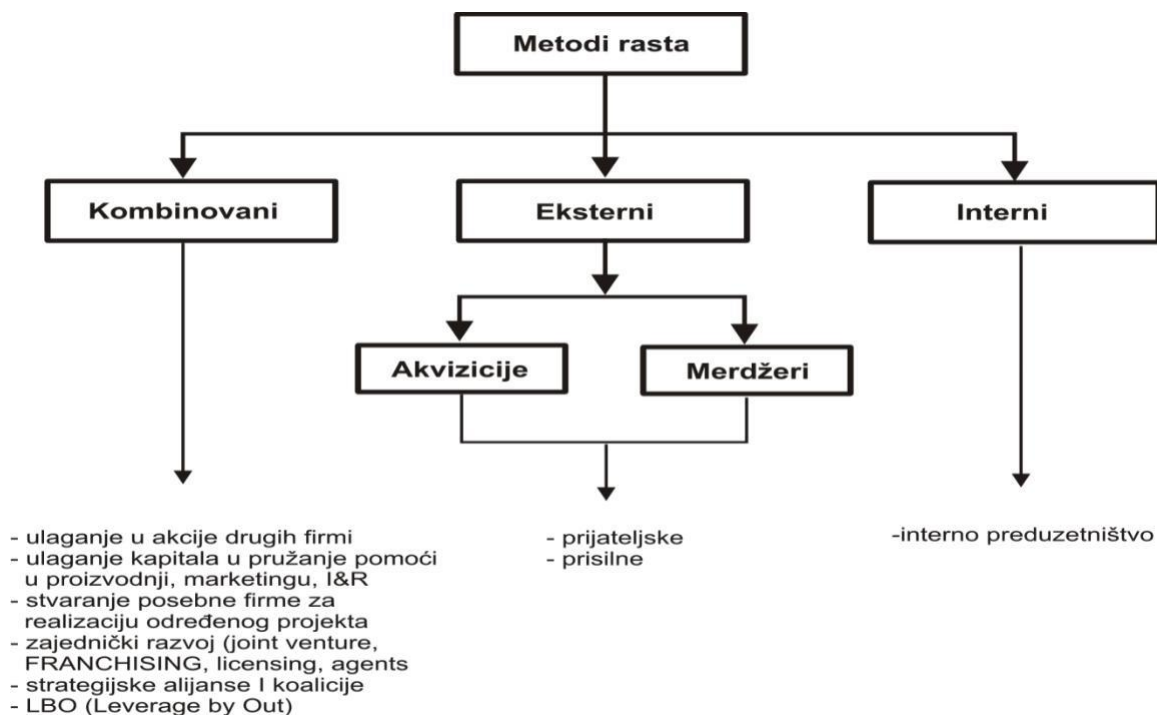 Metodi rasta
Kombinovani
Eksterni
Interni
Akvizicije
Merdžeri
- ulaganje u akcije drugih firmi
- ulaganje kapitala u pružanje pomoći
u proizvodnji, marketingu, I&R
- stvaranje posebne firme za
realizaciju određenog projekta
- zajednički razvoj (joint venture,
FRANCHISING, licensing, agents
- strategijske alijanse I koalicije
- LBO (Leverage by Out)
- prijateljske
- prisilne
-interno preduzetništvo